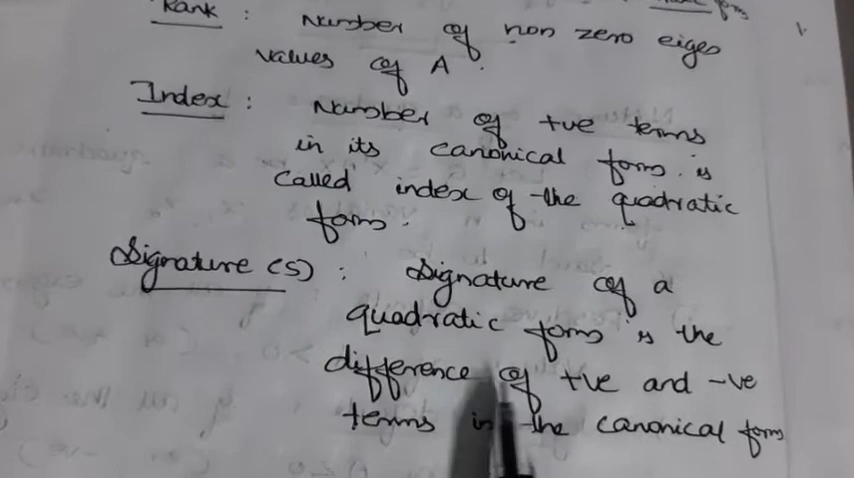 Rank : Number of non zero eigen
values of A.
Index : Number of +ve terms
in its canonical form. is
called index of the quadratic
form.
Signature (S) : Signature of a
quadratic form is the
difference of +ve and -ve
terms in the canonical form